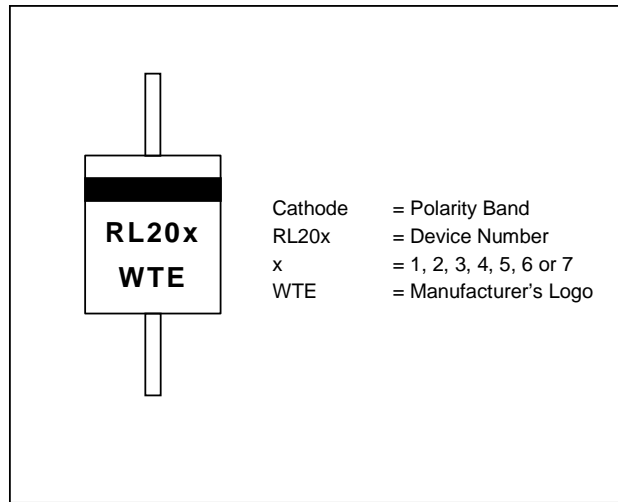 RL20x
WTE
Cathode = Polarity Band
RL20x = Device Number
x = 1, 2, 3, 4, 5, 6 or 7
WTE = Manufacturer's Logo